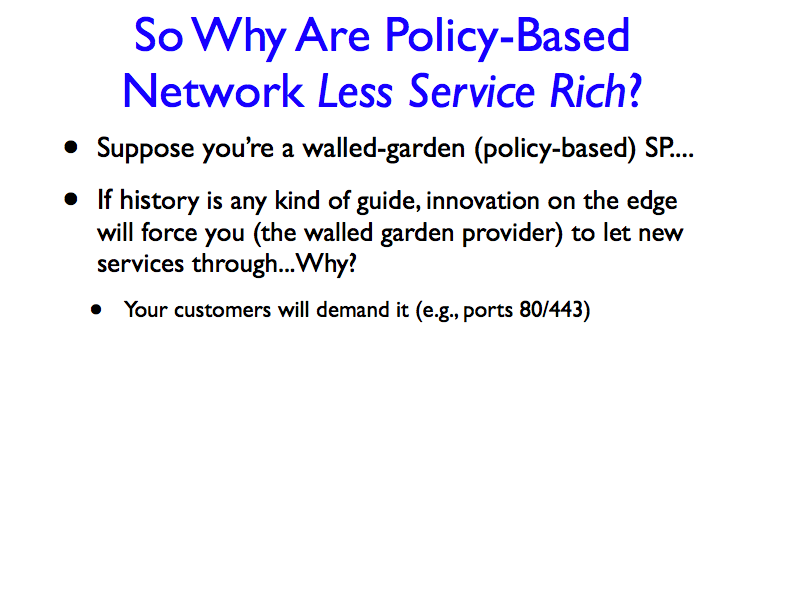 So Why Are Policy-Based
Network Less Service Rich?
• Suppose you're a walled-garden (policy-based) SP....
• If history is any kind of guide, innovation on the edge
will force you (the walled garden provider) to let new
services through...Why?
• Your customers will demand it (e.g., ports 80/443)